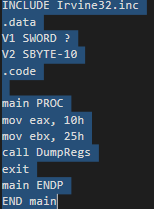 INCLUDE Irvine32.inc
.data
V1 SWORD ?
V2 SBYTE-10
.code
main PROC
mov eax, 10h
mov ebx, 25h
call DumpRegs
exit
main ENDP
END main